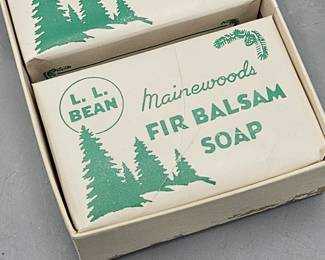 L. L.
BEAN
Mainewoods
FIR BALSAM
SOAP